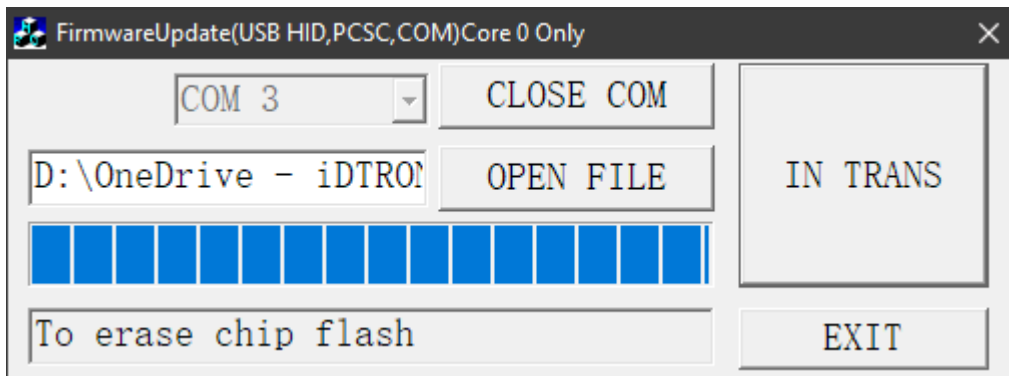 FirmwareUpdate(USB HID,PCSC,COM)Core 0 Only
COM 3
CLOSE COM
D:\OneDrive - iDTRON
OPEN FILE
IN TRANS
To erase chip flash
EXIT